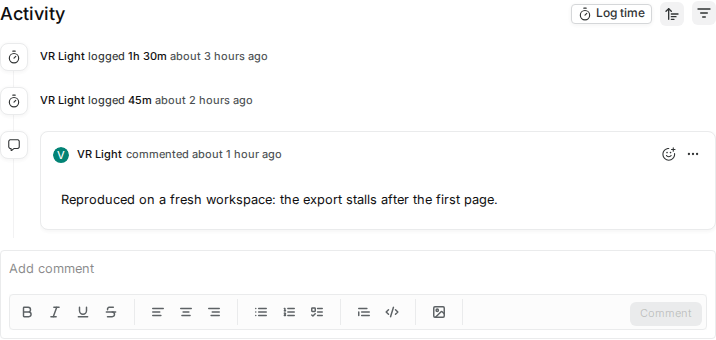 Activity
Log time
VR Light logged 1h 30m about 3 hours ago
VR Light logged 45m about 2 hours ago
V VR Light commented about 1 hour ago
Reproduced on a fresh workspace: the export stalls after the first page.
Add comment
B I U S
Comment